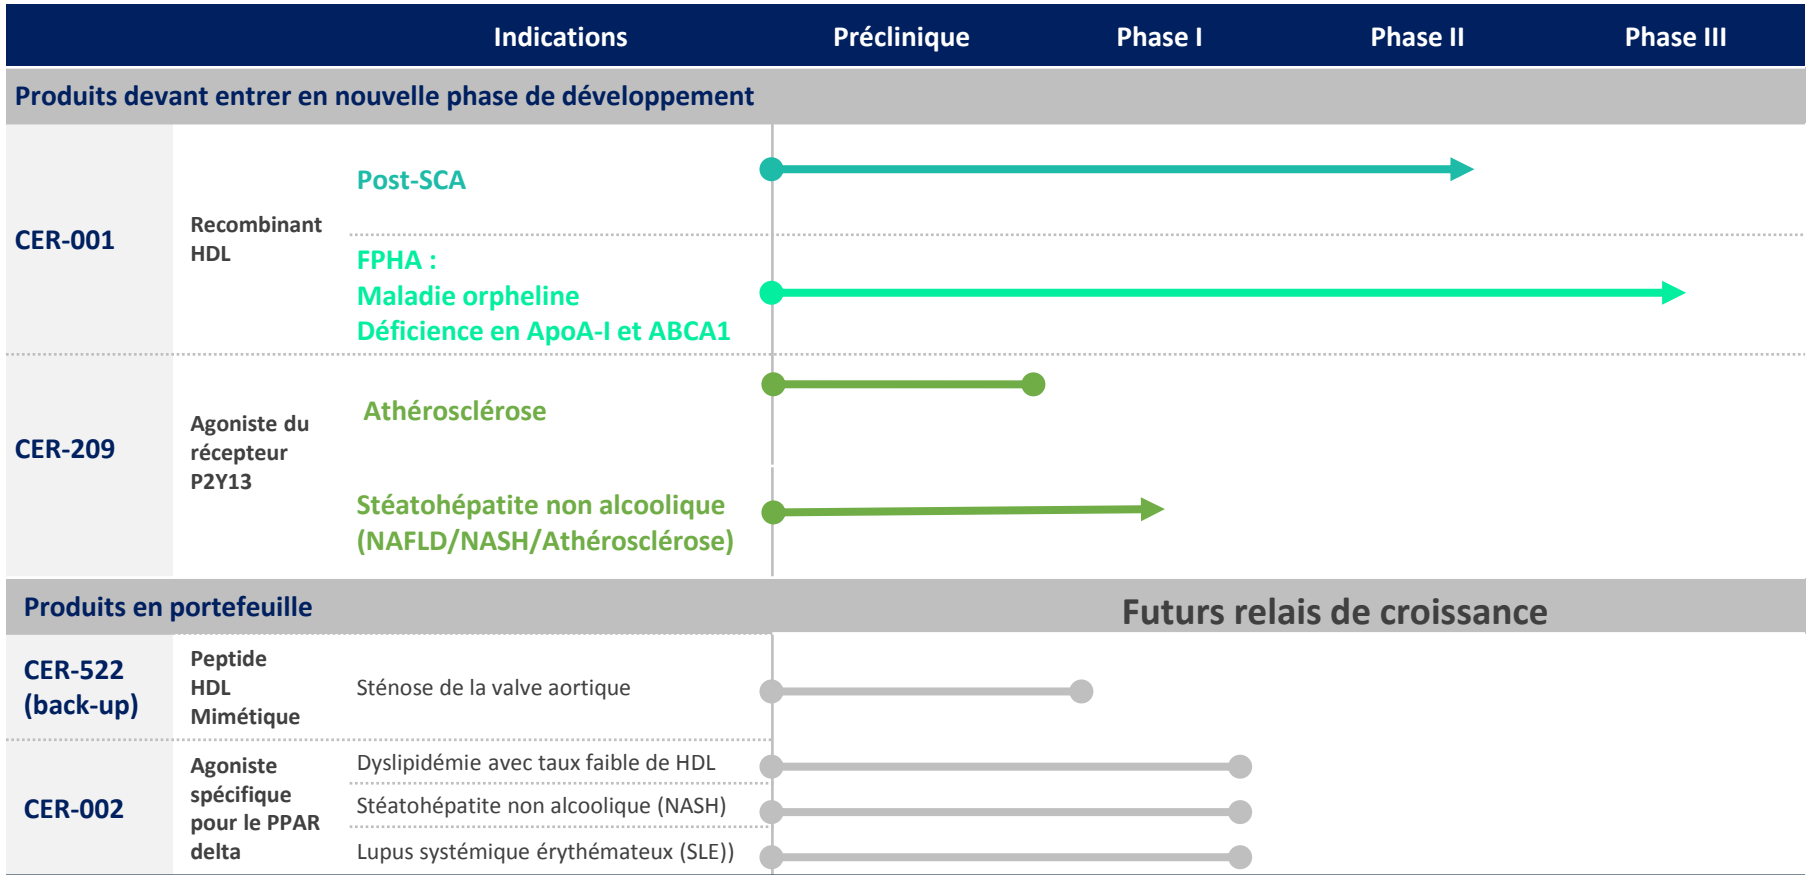 Indications Préclinique Phase I Phase II Phase III
Produits devant entrer en nouvelle phase de développement
CER-001
Recombinant
HDL
Post-SCA
FPHA :
Maladie orpheline
Déficience en ApoA-I et ABCA1
CER-209
Agoniste du
récepteur
P2Y13
Athérosclérose
Stéatohépatite non alcoolique
(NAFLD/NASH/Athérosclérose)
Produits en portefeuille
Futurs relais de croissance
CER-522
(back-up)
Peptide
HDL
Mimétique
Sténose de la valve aortique
CER-002
Agoniste
spécifique
pour le PPAR
delta
Dyslipidémie avec taux faible de HDL
Stéatohépatite non alcoolique (NASH)
Lupus systémique érythémateux (SLE))